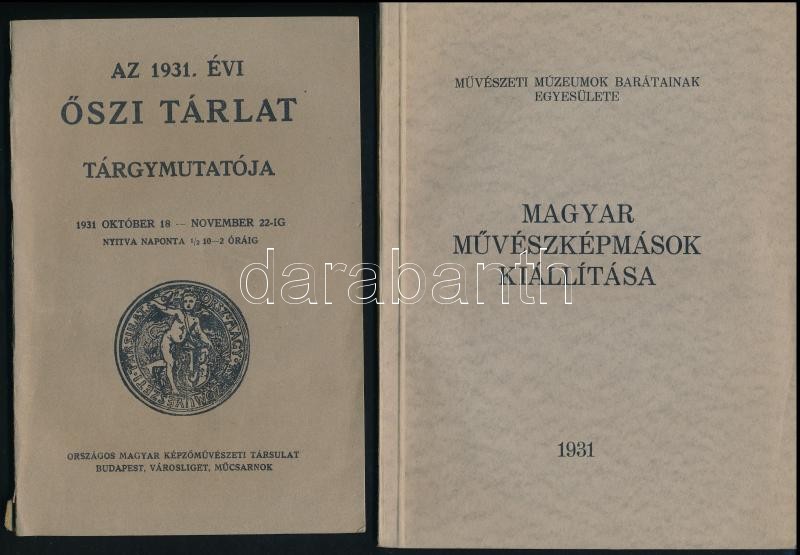 AZ 1931. ÉVI
ŐSZI TÁRLAT
TÁRGYMUTATÓJA
1931 OKTÓBER 18 — NOVEMBER 22-IG
NYITVA NAPONTA ½ 10—2 ÓRÁIG
ORSZÁGOS MAGYAR KÉPZŐMŰVÉSZETI TÁRSULAT
BUDAPEST, VÁROSLIGET, MŰCSARNOK
MŰVÉSZETI MÚZEUMOK BARÁTAINAK
EGYESÜLETE
MAGYAR
MŰVÉSZKÉPMÁSOK
KIÁLLÍTÁSA
1931
darabanth